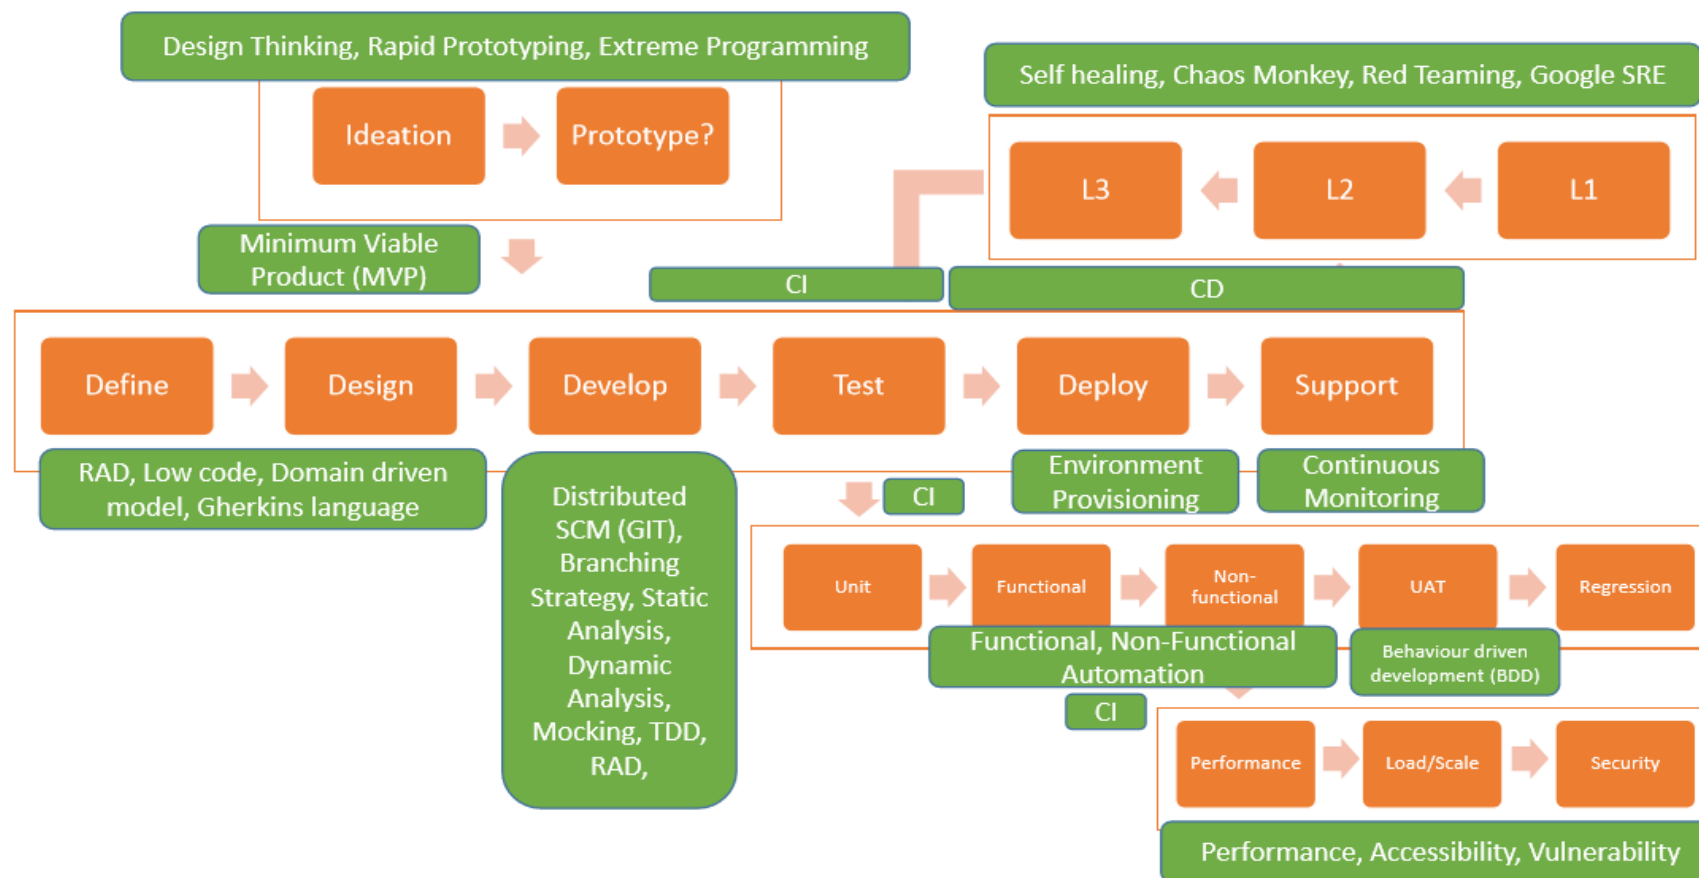 Design Thinking, Rapid Prototyping, Extreme Programming
Self healing, Chaos Monkey, Red Teaming, Google SRE
Ideation
Prototype?
L3
L2
L1
Minimum Viable
Product (MVP)
CI
CD
Define
Design
Develop
Test
Deploy
Support
RAD, Low code, Domain driven
model, Gherkins language
Distributed
SCM (GIT),
Branching
Strategy, Static
Analysis,
Dynamic
Analysis,
Mocking, TDD,
RAD,
Environment
Provisioning
Continuous
Monitoring
CI
Unit
Functional
Non-
functional
UAT
Regression
Functional, Non-Functional
Automation
Behaviour driven
development (BDD)
CI
Performance
Load/Scale
Security
Performance, Accessibility, Vulnerability